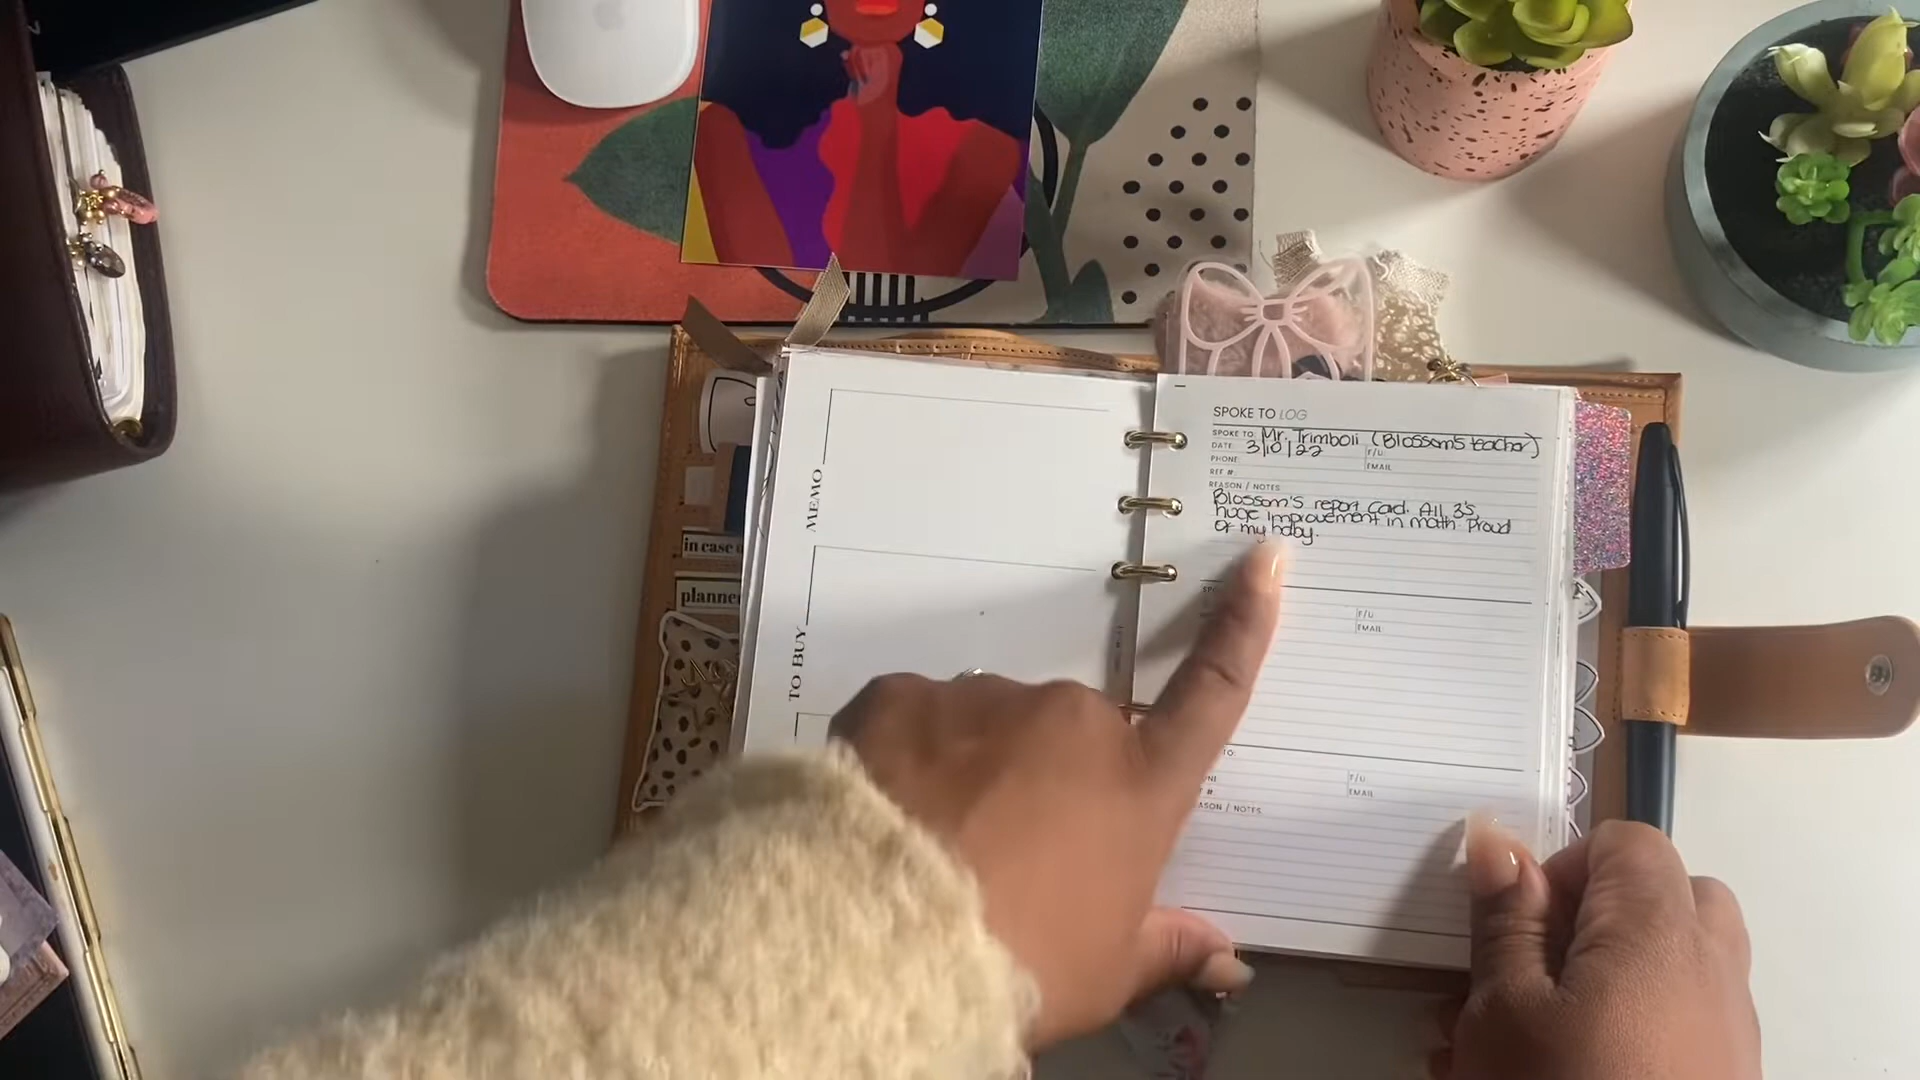 in case
planned
MEMO
TO BUY
SPOKE TO LOG
SPOKE TO: Mr. Trimboli (Blossom's teacher)
DATE: 3/10/22 F/U:
PHONE: EMAIL
REF #:
REASON / NOTES
Blossom's report card. All 3's,
huge improvement in math. Proud
of my baby.
F/U
EMAIL
TO:
F/U
EMAIL
REASON / NOTES